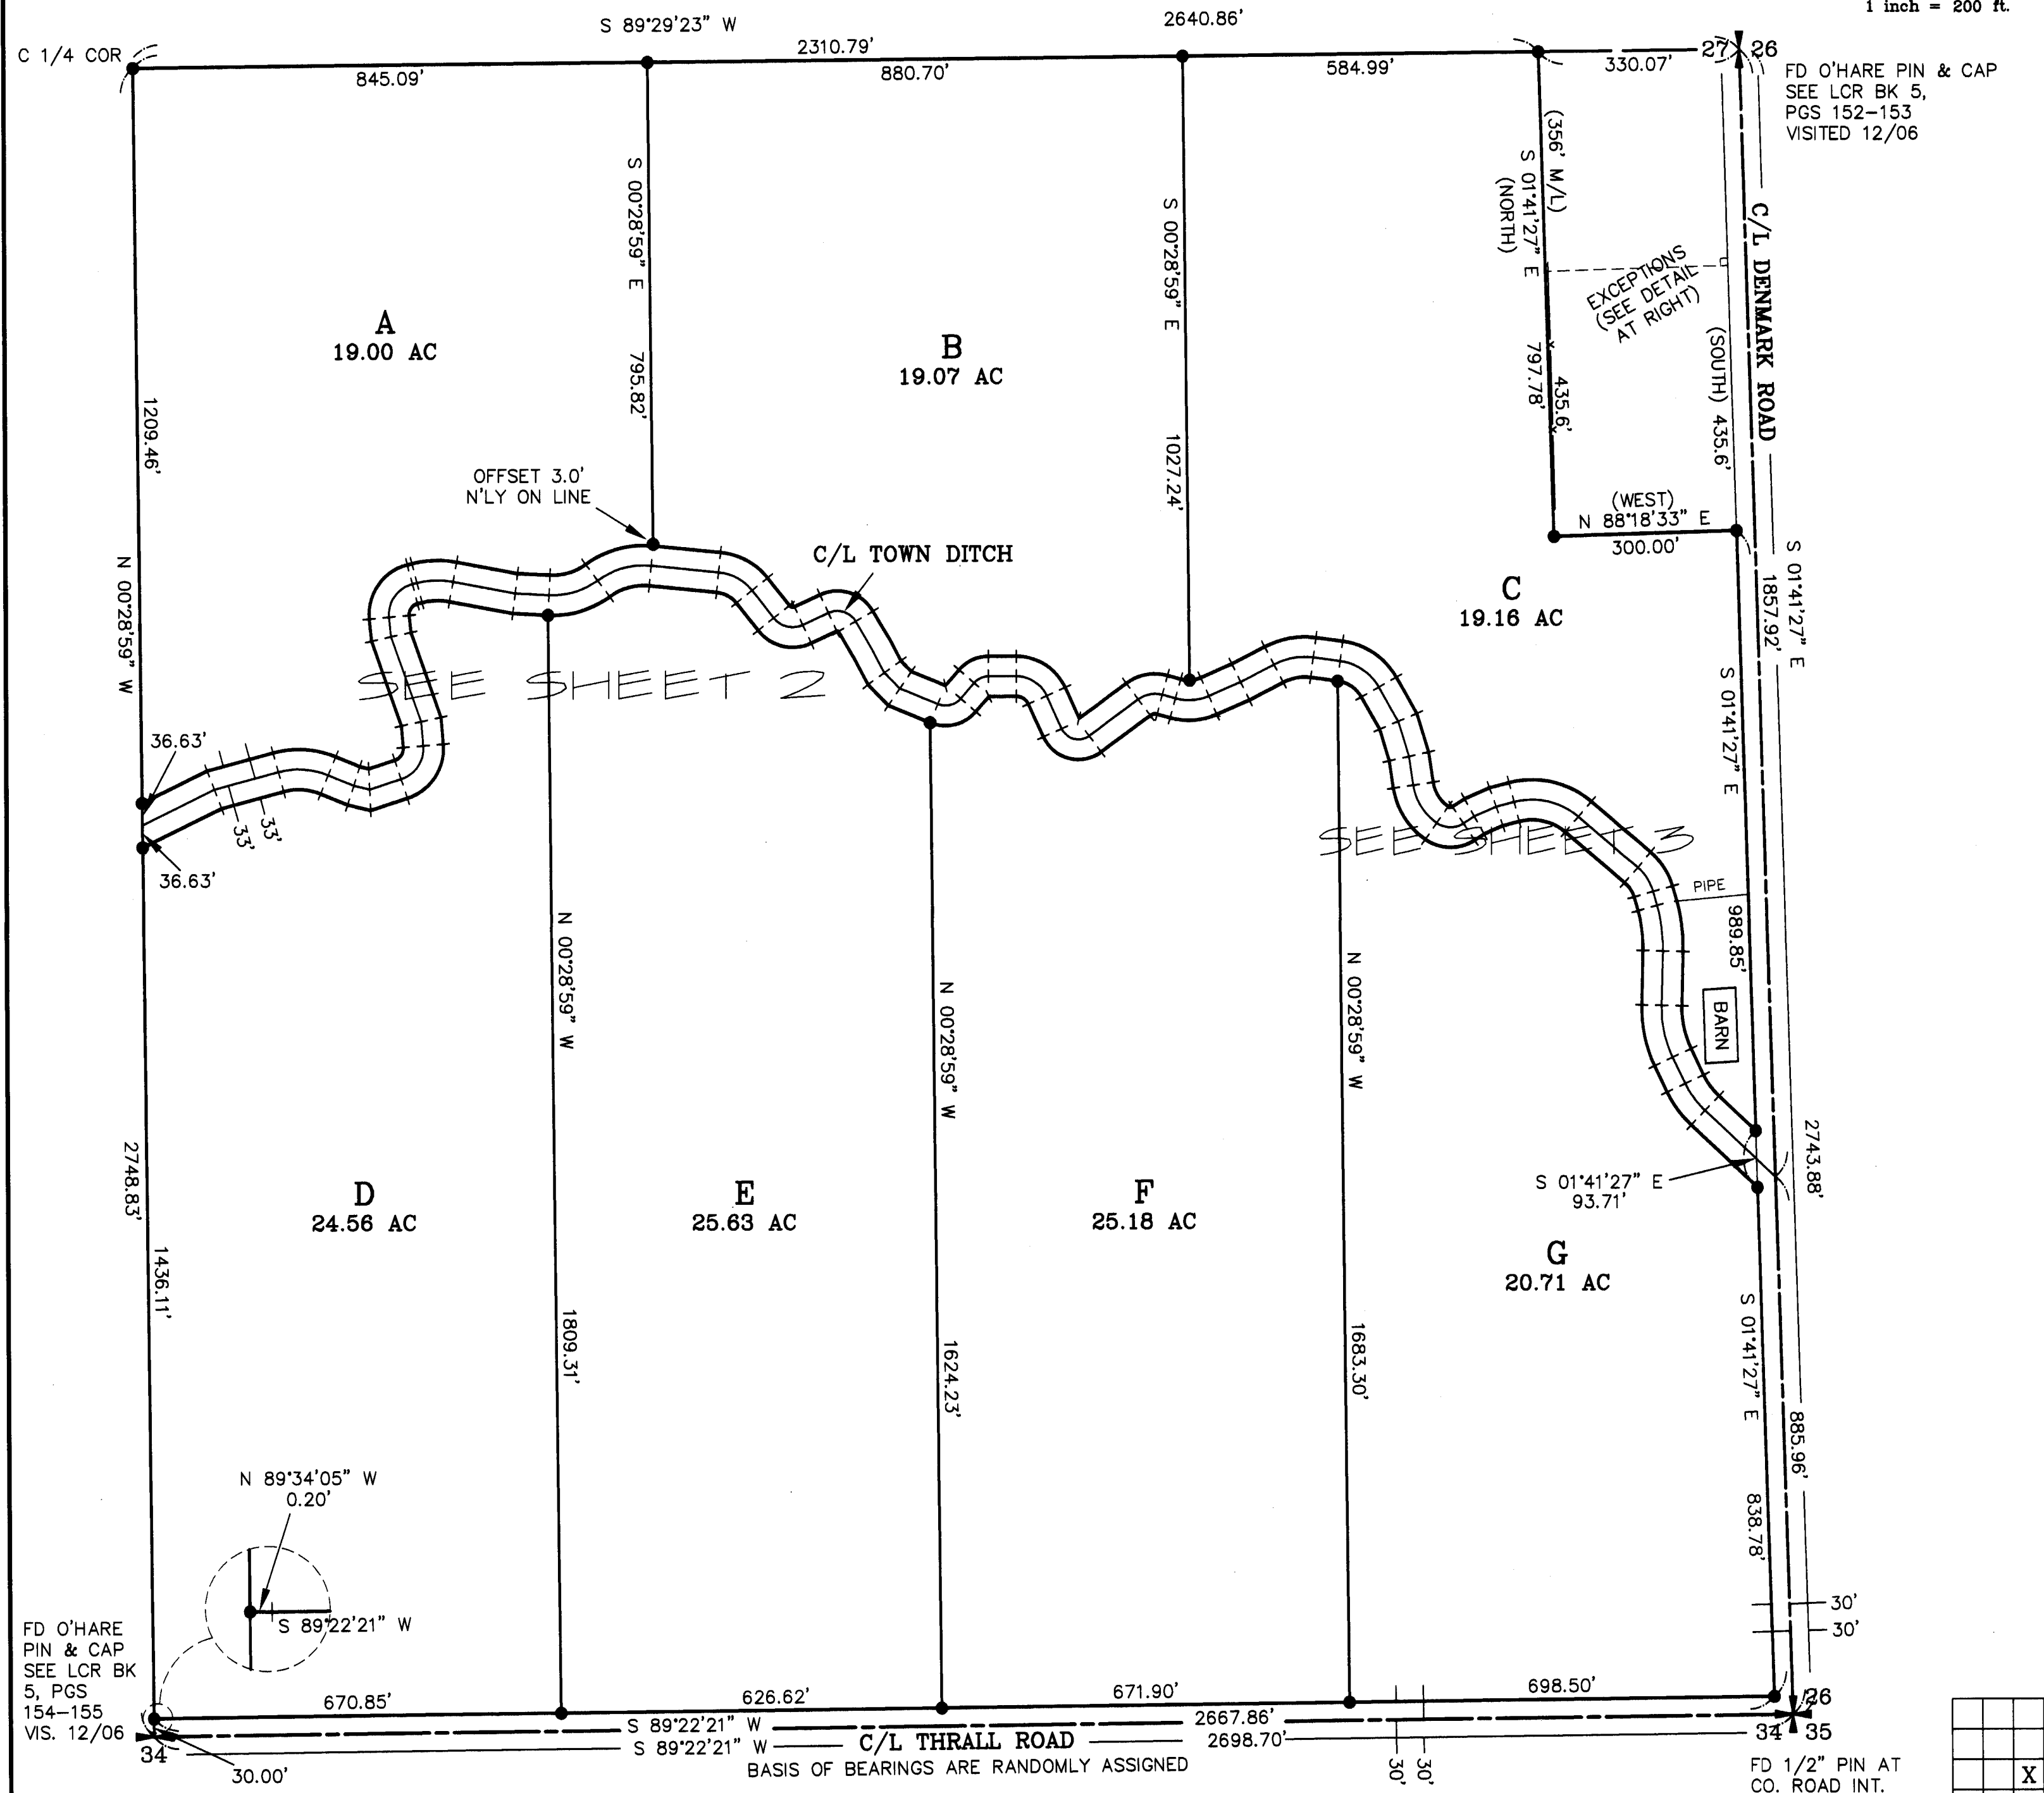 1 inch = 200 ft.
S 89°29'23" W
2640.86'
C 1/4 COR
2310.79'
845.09'
880.70'
584.99'
330.07'
27
26
FD O'HARE PIN & CAP
SEE LCR BK 5,
PGS 152-153
VISITED 12/06
S 00°28'59" E
795.82'
S 00°28'59" E
1027.24'
(356' M/L)
S 01°41'27" E
(NORTH)
797.78'
435.6'
EXCEPTIONS
(SEE DETAIL
AT RIGHT)
(SOUTH) 435.6'
C/L DENMARK ROAD
A
19.00 AC
B
19.07 AC
1209.46'
N 00°28'59" W
OFFSET 3.0'
N'LY ON LINE
C/L TOWN DITCH
(WEST)
N 88°18'33" E
300.00'
C
19.16 AC
S 01°41'27" E
1857.92'
S 01°41'27" E
989.85'
SEE SHEET 2
36.63'
33'
33'
36.63'
SEE SHEET 3
PIPE
BARN
N 00°28'59" W
1809.31'
N 00°28'59" W
1624.23'
N 00°28'59" W
1683.30'
2748.83'
1436.11'
D
24.56 AC
E
25.63 AC
F
25.18 AC
S 01°41'27" E
93.71'
G
20.71 AC
2743.88'
S 01°41'27" E
838.78'
885.96'
N 89°34'05" W
0.20'
S 89°22'21" W
30'
30'
FD O'HARE
PIN & CAP
SEE LCR BK
5, PGS
154-155
VIS. 12/06
670.85'
626.62'
671.90'
698.50'
26
34
35
S 89°22'21" W
2667.86'
S 89°22'21" W
C/L THRALL ROAD
2698.70'
34
30.00'
BASIS OF BEARINGS ARE RANDOMLY ASSIGNED
30'
30'
FD 1/2" PIN AT
CO. ROAD INT.
X